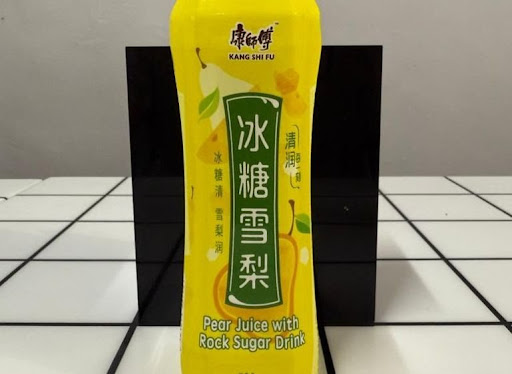 康師傅
KANG SHI FU
冰糖雪梨
清润
冰糖清 雪梨润
Pear Juice with
Rock Sugar Drink